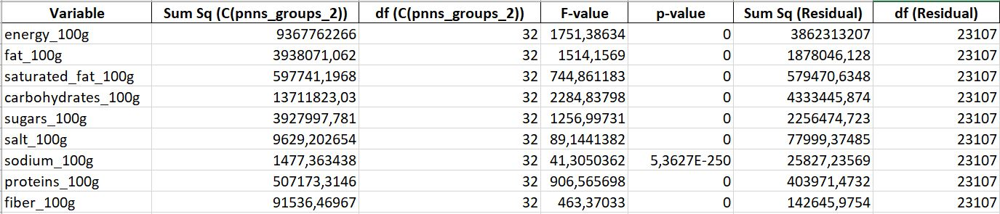 Variable Sum Sq (C(pnns_groups_2)) df (C(pnns_groups_2)) F-value p-value Sum Sq (Residual) df (Residual)
energy_100g 9367762266 32 1751,38634 0 3862313207 23107
fat_100g 3938071,062 32 1514,1569 0 1878046,128 23107
saturated_fat_100g 597741,1968 32 744,861183 0 579470,6348 23107
carbohydrates_100g 13711823,03 32 2284,83798 0 4333445,874 23107
sugars_100g 3927997,781 32 1256,99731 0 2256474,723 23107
salt_100g 9629,202654 32 89,1441382 0 77999,37485 23107
sodium_100g 1477,363438 32 41,3050362 5,3627E-250 25827,23569 23107
proteins_100g 507173,3146 32 906,565698 0 403971,4732 23107
fiber_100g 91536,46967 32 463,37033 0 142645,9754 23107